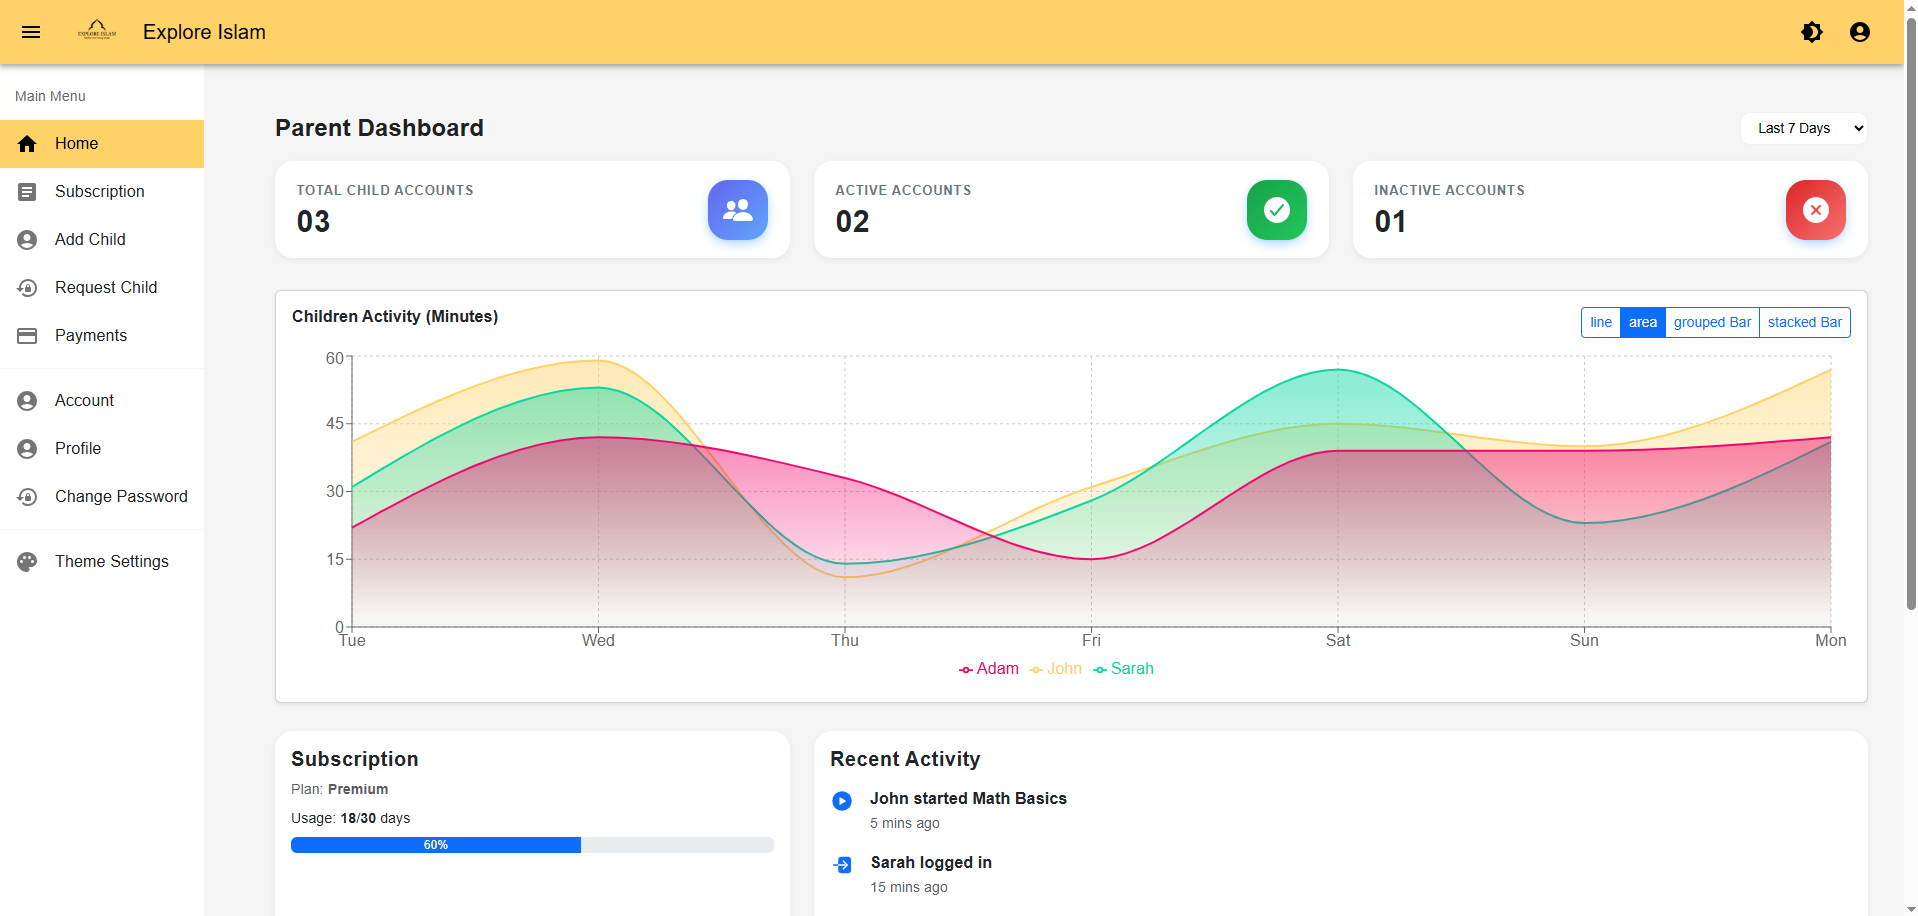 EXPLORE ISLAM
Explore Islam
Main Menu
Home
Subscription
Add Child
Request Child
Payments
Account
Profile
Change Password
Theme Settings
Parent Dashboard
Last 7 Days
TOTAL CHILD ACCOUNTS
03
ACTIVE ACCOUNTS
02
INACTIVE ACCOUNTS
01
Children Activity (Minutes)
line area grouped Bar stacked Bar
60
45
30
15
0
Tue Wed Thu Fri Sat Sun Mon
Adam John Sarah
Subscription
Plan: Premium
Usage: 18/30 days
60%
Recent Activity
John started Math Basics
5 mins ago
Sarah logged in
15 mins ago